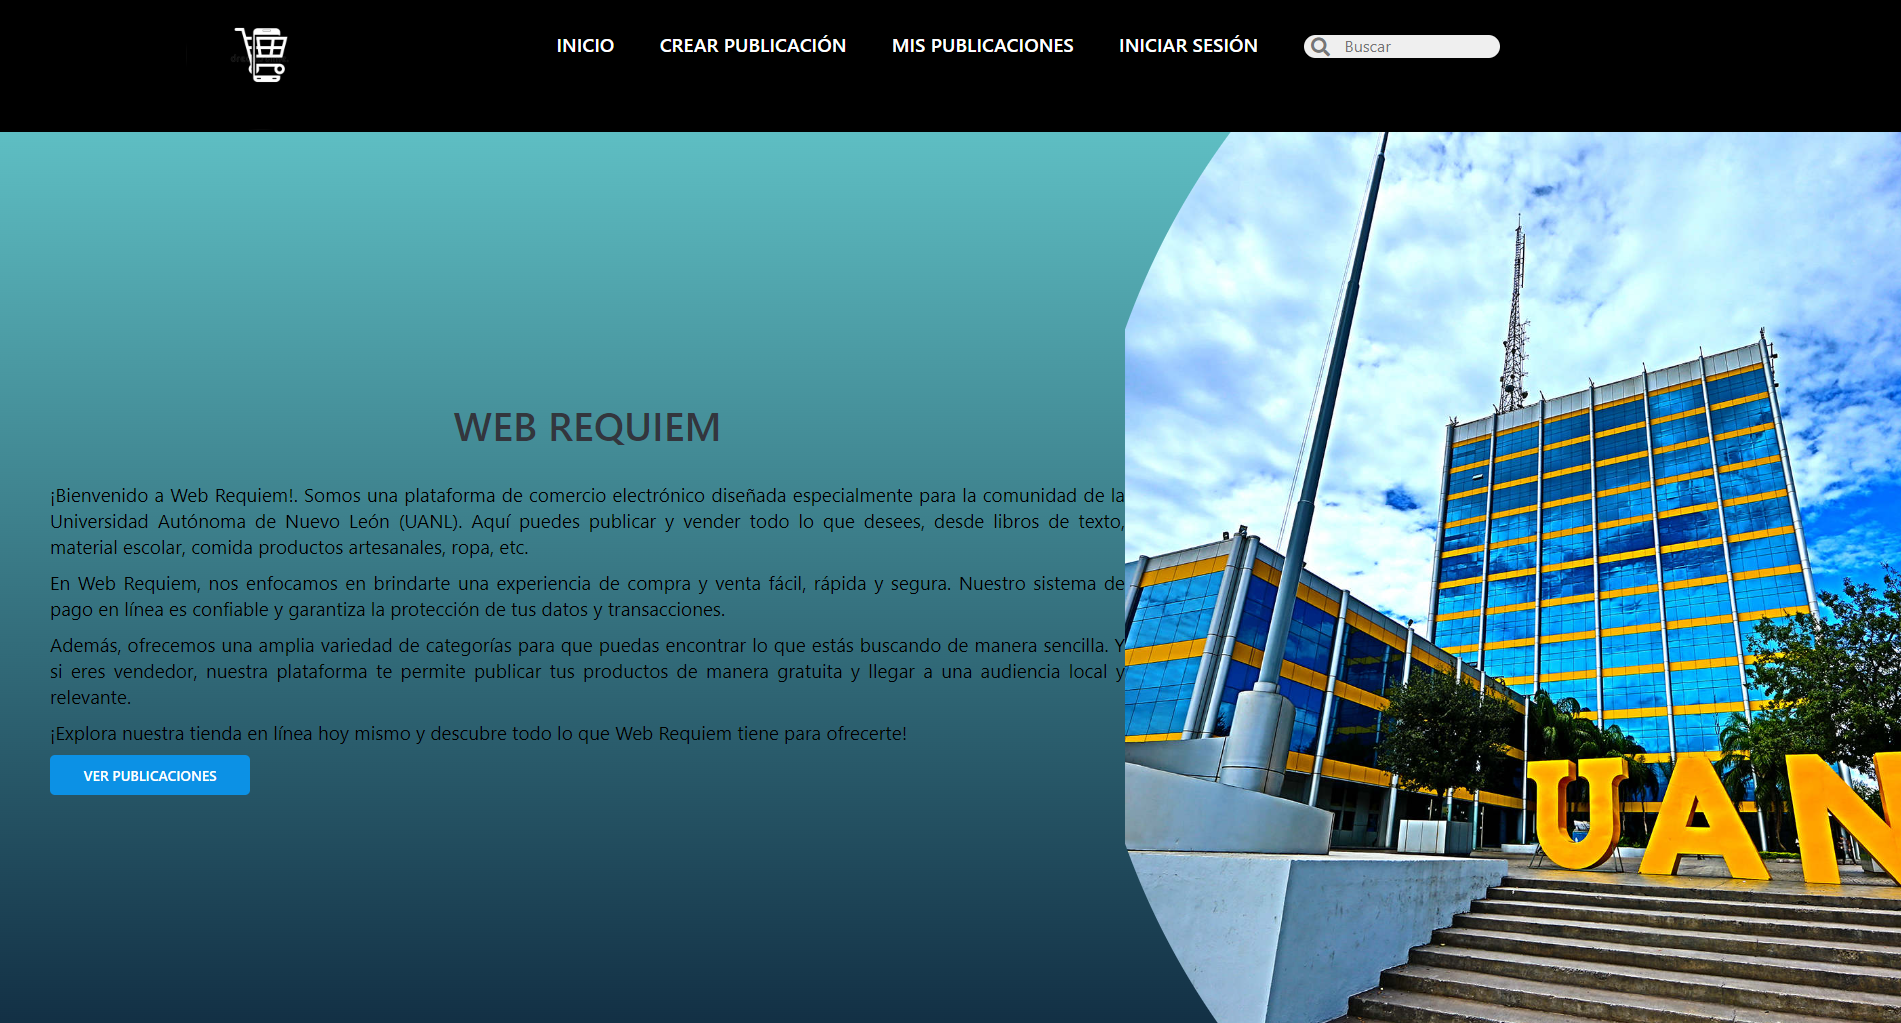 INICIO CREAR PUBLICACIÓN MIS PUBLICACIONES INICIAR SESIÓN Buscar
WEB REQUIEM
¡Bienvenido a Web Requiem!. Somos una plataforma de comercio electrónico diseñada especialmente para la comunidad de la
Universidad Autónoma de Nuevo León (UANL). Aquí puedes publicar y vender todo lo que desees, desde libros de texto,
material escolar, comida productos artesanales, ropa, etc.
En Web Requiem, nos enfocamos en brindarte una experiencia de compra y venta fácil, rápida y segura. Nuestro sistema de
pago en línea es confiable y garantiza la protección de tus datos y transacciones.
Además, ofrecemos una amplia variedad de categorías para que puedas encontrar lo que estás buscando de manera sencilla. Y
si eres vendedor, nuestra plataforma te permite publicar tus productos de manera gratuita y llegar a una audiencia local y
relevante.
¡Explora nuestra tienda en línea hoy mismo y descubre todo lo que Web Requiem tiene para ofrecerte!
VER PUBLICACIONES
UAN